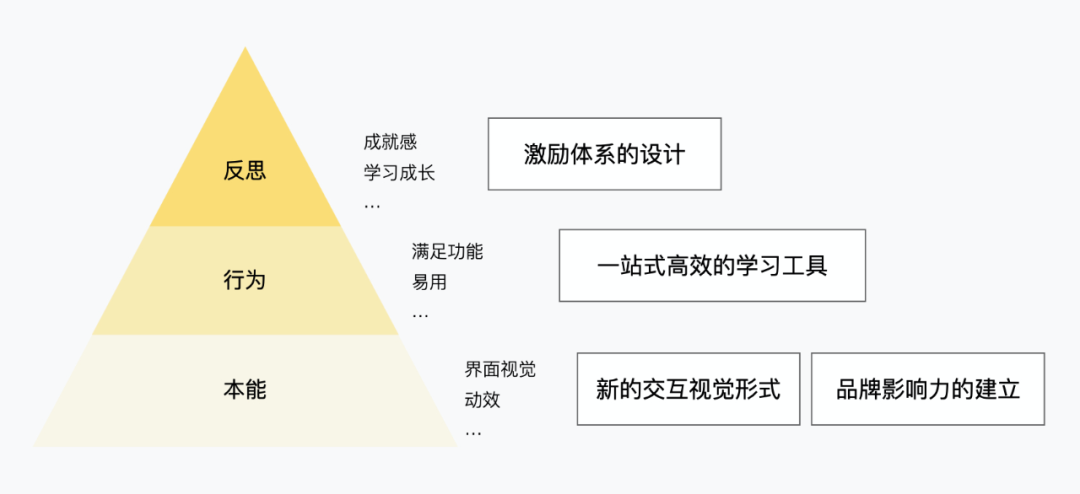 反思
成就感
学习成长
...
激励体系的设计
行为
满足功能
易用
...
一站式高效的学习工具
本能
界面视觉
动效
...
新的交互视觉形式
品牌影响力的建立